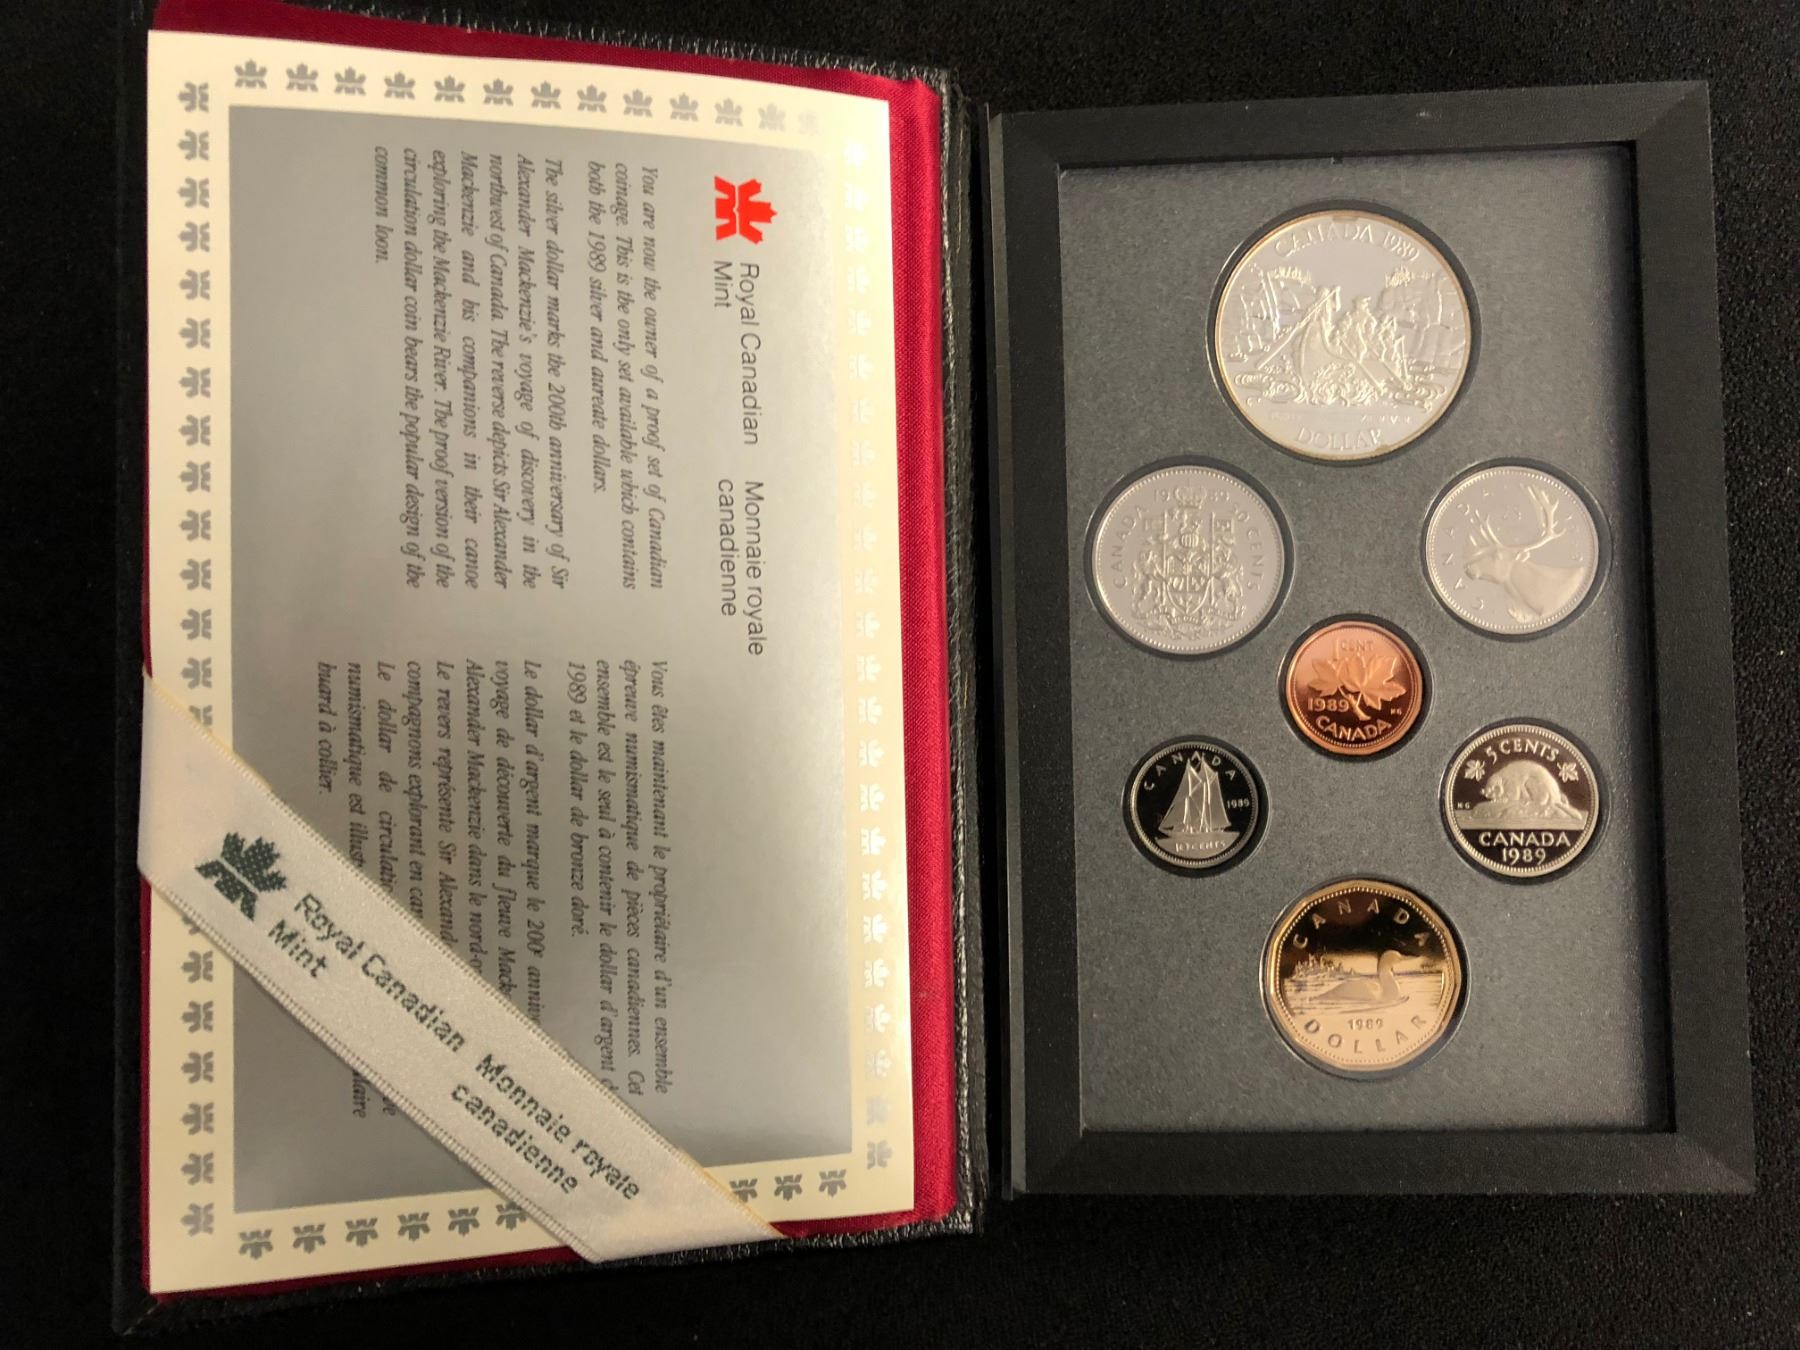 Royal Canadian
Mint
Monnaie royale
canadienne
You are now the owner of a proof set of Canadian
coinage. This is the only set available which contains
both the 1989 silver and aureate dollars.
The silver dollar marks the 200th anniversary of Sir
Alexander Mackenzie's voyage of discovery in the
northwest of Canada. The reverse depicts Sir Alexander
Mackenzie and his companions in their canoe
exploring the Mackenzie River. The proof version of the
circulation dollar coin bears the popular design of the
common loon.
Vous êtes maintenant le propriétaire d'un ensemble
épreuve numismatique de pièces canadiennes. Cet
ensemble est le seul à contenir le dollar d'argent
1989 et le dollar de bronze doré.
Le dollar d'argent marque le 200e
voyage de découverte du fleuve
Alexander Mackenzie dans le
Le revers représente Sir
compagnons explorant en
Le dollar de
numismatique est
huard à collier.
Royal Canadian
Mint
Monnaie royale
canadienne
CANADA 1989
DOLLAR
1989
CANADA
50 CENTS
CANADA
1 CENT
1989
CANADA
CANADA
1989
10 CENTS
5 CENTS
CANADA
1989
CANADA
1989
DOLLAR